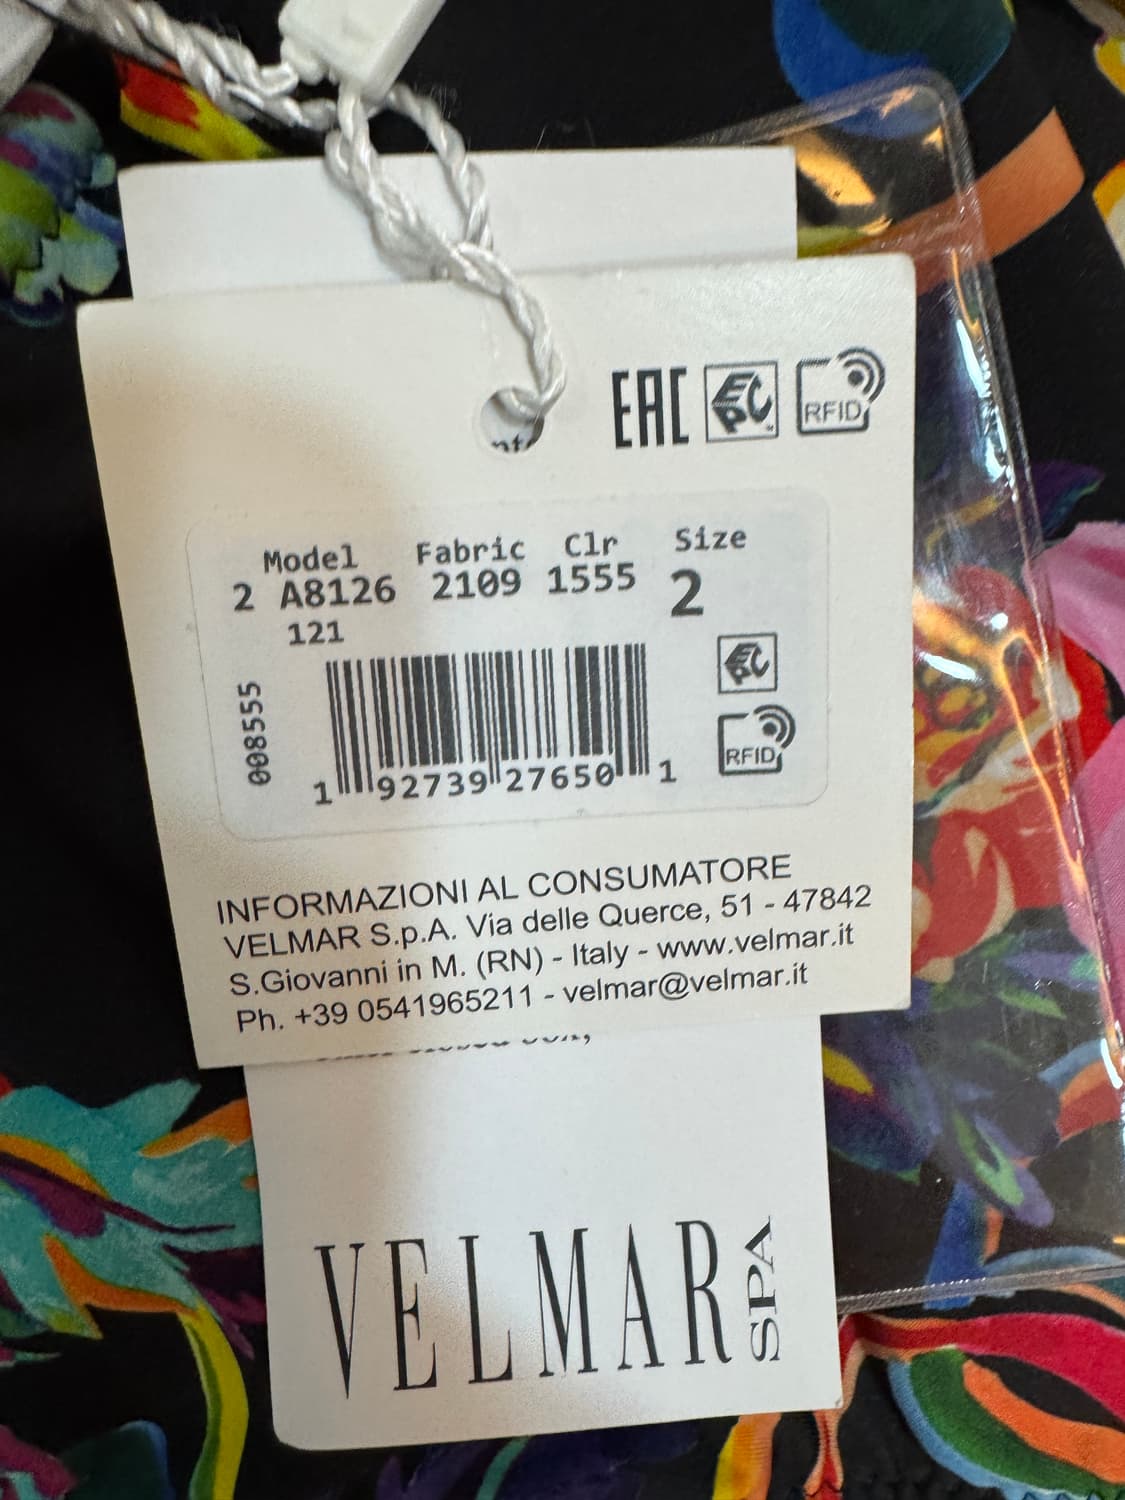 EAC EPC RFID
Model Fabric Clr Size
2 A8126 2109 1555 2
121
008555
EPC
RFID
1 92739 27650 1
INFORMAZIONI AL CONSUMATORE
VELMAR S.p.A. Via delle Querce, 51 - 47842
S.Giovanni in M. (RN) - Italy - www.velmar.it
Ph. +39 0541965211 - velmar@velmar.it
VELMAR SPA